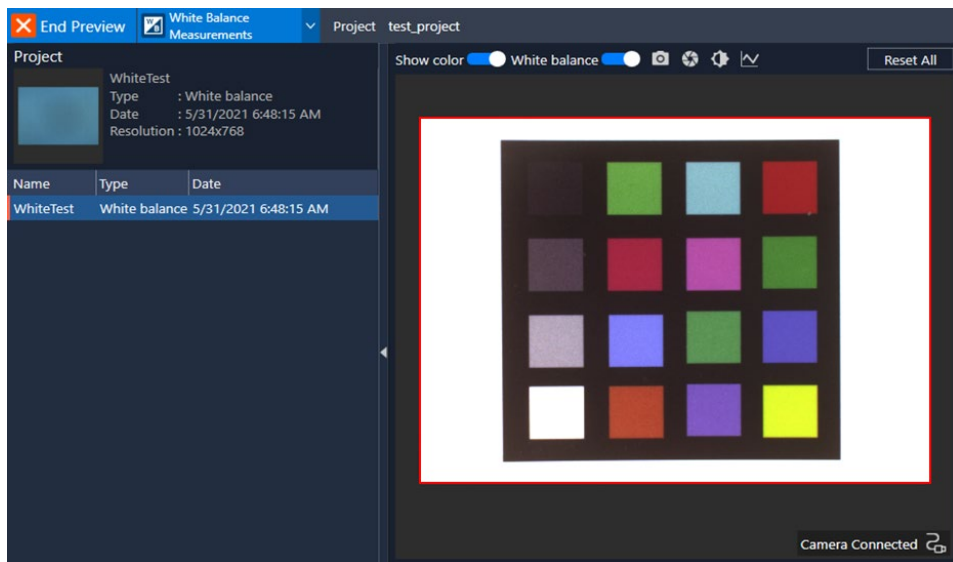 End Preview
White Balance
Measurements
Project test_project
Project
WhiteTest
Type : White balance
Date : 5/31/2021 6:48:15 AM
Resolution : 1024x768
Name Type Date
WhiteTest White balance 5/31/2021 6:48:15 AM
Show color White balance Reset All
Camera Connected